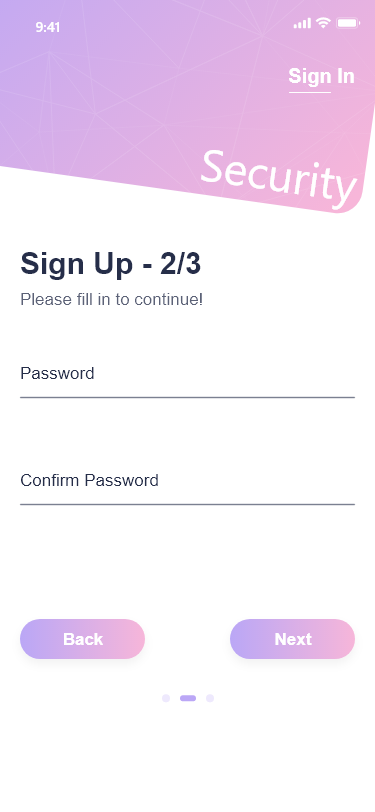 9:41
Sign In
Security
Sign Up - 2/3
Please fill in to continue!
Password
Confirm Password
Back
Next